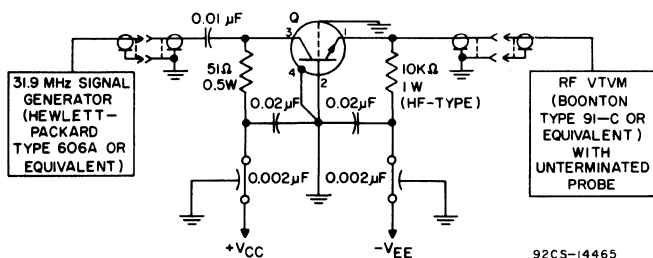 0.01 µF
Q
3
1
4
2
31.9 MHz SIGNAL
GENERATOR
(HEWLETT-
PACKARD
TYPE 606A OR
EQUIVALENT)
51Ω
0.5W
10KΩ
1 W
(HF-TYPE)
0.02µF
0.02µF
0.002µF
0.002µF
+VCC
-VEE
RF VTVM
(BOONTON
TYPE 91-C OR
EQUIVALENT)
WITH
UNTERMINATED
PROBE
92CS-14465